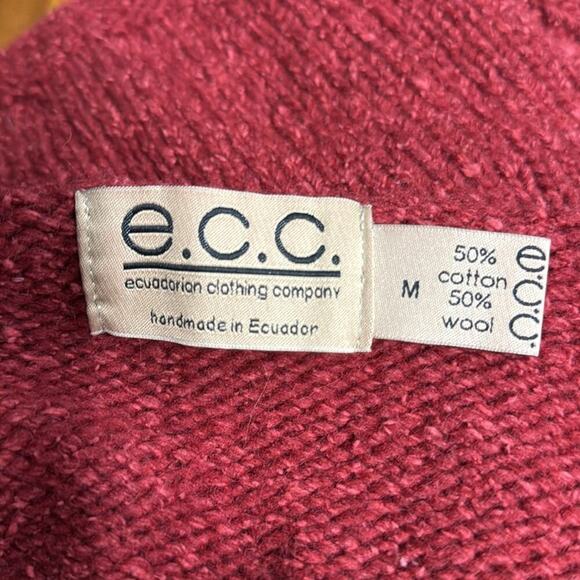 e.c.c.
ecuadorian clothing company
handmade in Ecuador
M
50%
cotton
50%
wool
e.c.c.